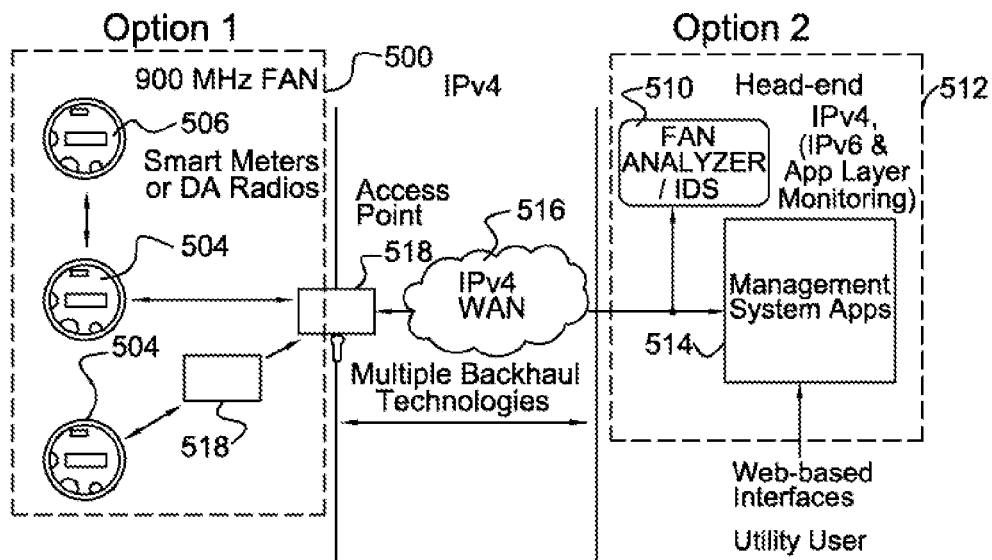 Option 1
Option 2
900 MHz FAN
500
IPv4
506
Smart Meters
or DA Radios
504
504
518
Access
Point
518
516
IPv4
WAN
Multiple Backhaul
Technologies
510
Head-end
512
FAN
ANALYZER
/ IDS
IPv4,
(IPv6 &
App Layer
Monitoring)
Management
System Apps
514
Web-based
Interfaces
Utility User